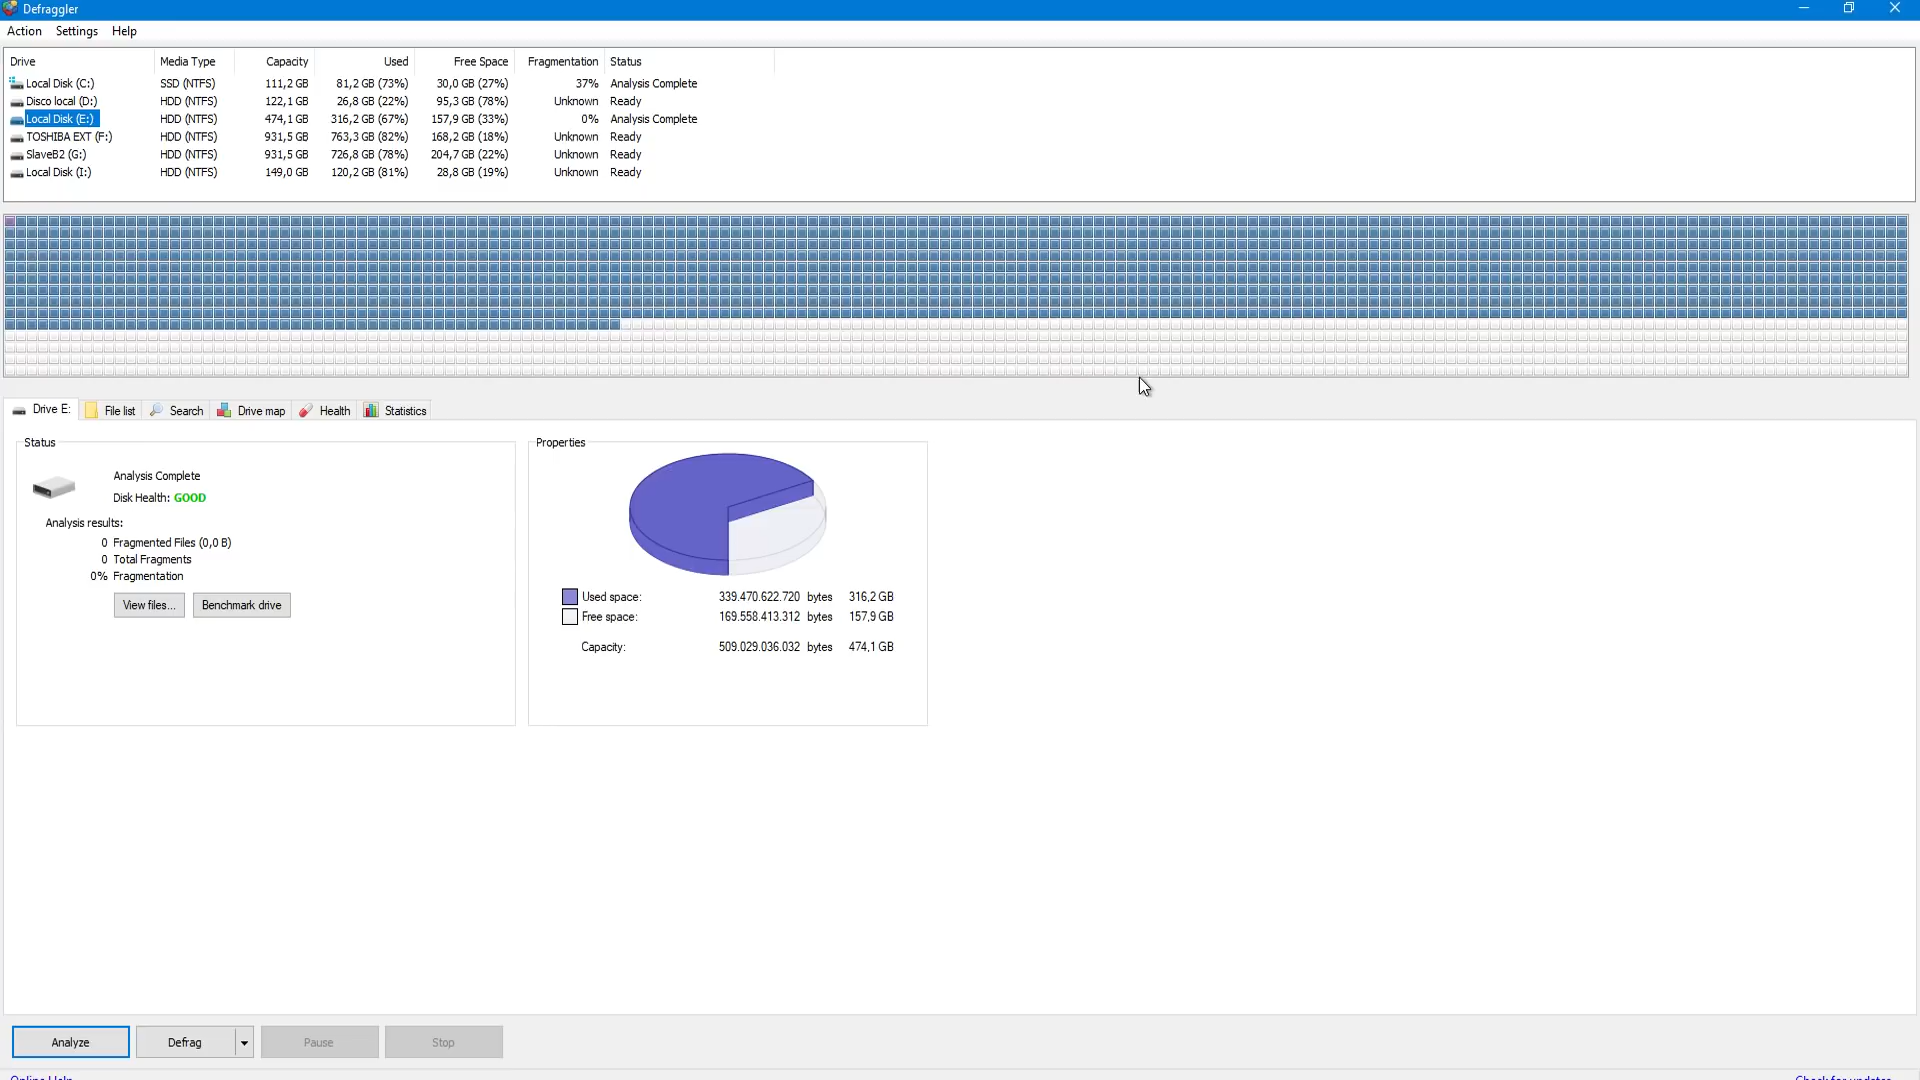 Defraggler
Action Settings Help
Drive Media Type Capacity Used Free Space Fragmentation Status
Local Disk (C:) SSD (NTFS) 111,2 GB 81,2 GB (73%) 30,0 GB (27%) 37% Analysis Complete
Disco local (D:) HDD (NTFS) 122,1 GB 26,8 GB (22%) 95,3 GB (78%) Unknown Ready
Local Disk (E:) HDD (NTFS) 474,1 GB 316,2 GB (67%) 157,9 GB (33%) 0% Analysis Complete
TOSHIBA EXT (F:) HDD (NTFS) 931,5 GB 763,3 GB (82%) 168,2 GB (18%) Unknown Ready
SlaveB2 (G:) HDD (NTFS) 931,5 GB 726,8 GB (78%) 204,7 GB (22%) Unknown Ready
Local Disk (I:) HDD (NTFS) 149,0 GB 120,2 GB (81%) 28,8 GB (19%) Unknown Ready
Drive E: File list Search Drive map Health Statistics
Status
Analysis Complete
Disk Health: GOOD
Analysis results:
0 Fragmented Files (0,0 B)
0 Total Fragments
0% Fragmentation
View files... Benchmark drive
Properties
Used space: 339.470.622.720 bytes 316,2 GB
Free space: 169.558.413.312 bytes 157,9 GB
Capacity: 509.029.036.032 bytes 474,1 GB
Analyze Defrag Pause Stop
Online Help Check for updates...